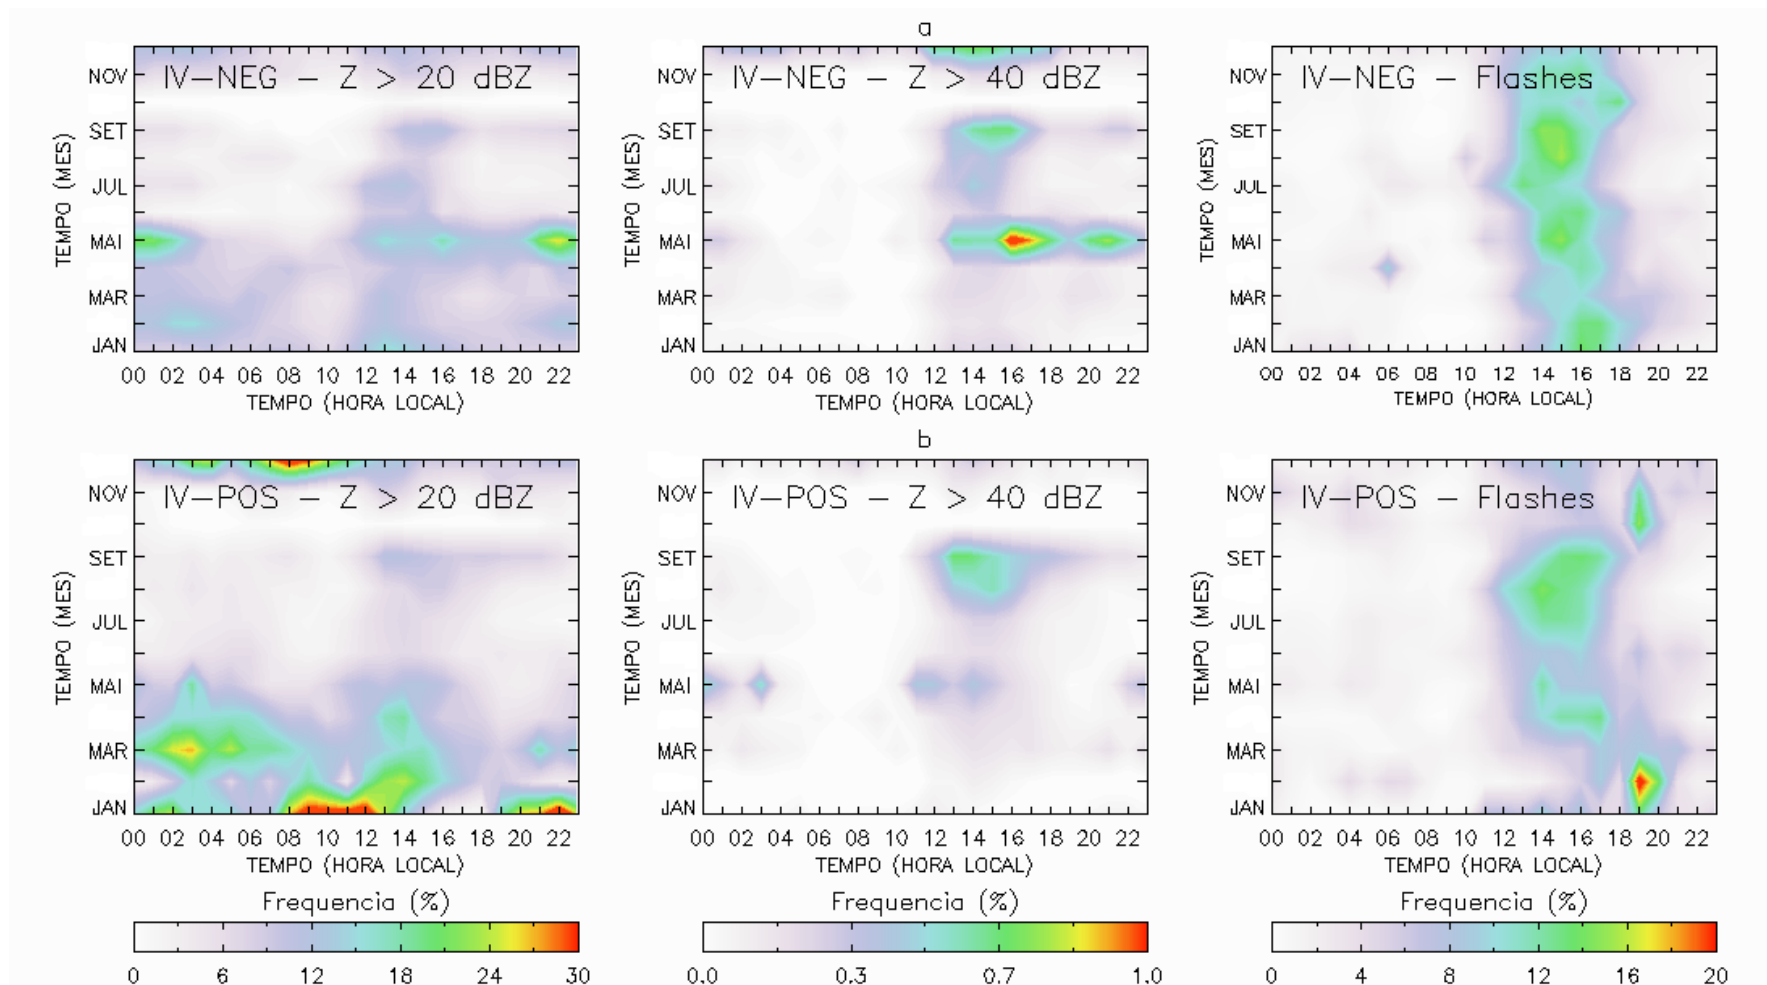 a
IV-NEG - Z > 20 dBZ
IV-NEG - Z > 40 dBZ
IV-NEG - Flashes
TEMPO (MES)
NOV
SET
JUL
MAI
MAR
JAN
00 02 04 06 08 10 12 14 16 18 20 22
TEMPO (HORA LOCAL)
TEMPO (MES)
NOV
SET
JUL
MAI
MAR
JAN
00 02 04 06 08 10 12 14 16 18 20 22
TEMPO (HORA LOCAL)
TEMPO (MES)
NOV
SET
JUL
MAI
MAR
JAN
00 02 04 06 08 10 12 14 16 18 20 22
TEMPO (HORA LOCAL)
b
IV-POS - Z > 20 dBZ
IV-POS - Z > 40 dBZ
IV-POS - Flashes
TEMPO (MES)
NOV
SET
JUL
MAI
MAR
JAN
00 02 04 06 08 10 12 14 16 18 20 22
TEMPO (HORA LOCAL)
TEMPO (MES)
NOV
SET
JUL
MAI
MAR
JAN
00 02 04 06 08 10 12 14 16 18 20 22
TEMPO (HORA LOCAL)
TEMPO (MES)
NOV
SET
JUL
MAI
MAR
JAN
00 02 04 06 08 10 12 14 16 18 20 22
TEMPO (HORA LOCAL)
Frequencia (%)
0 6 12 18 24 30
Frequencia (%)
0.0 0.3 0.7 1.0
Frequencia (%)
0 4 8 12 16 20